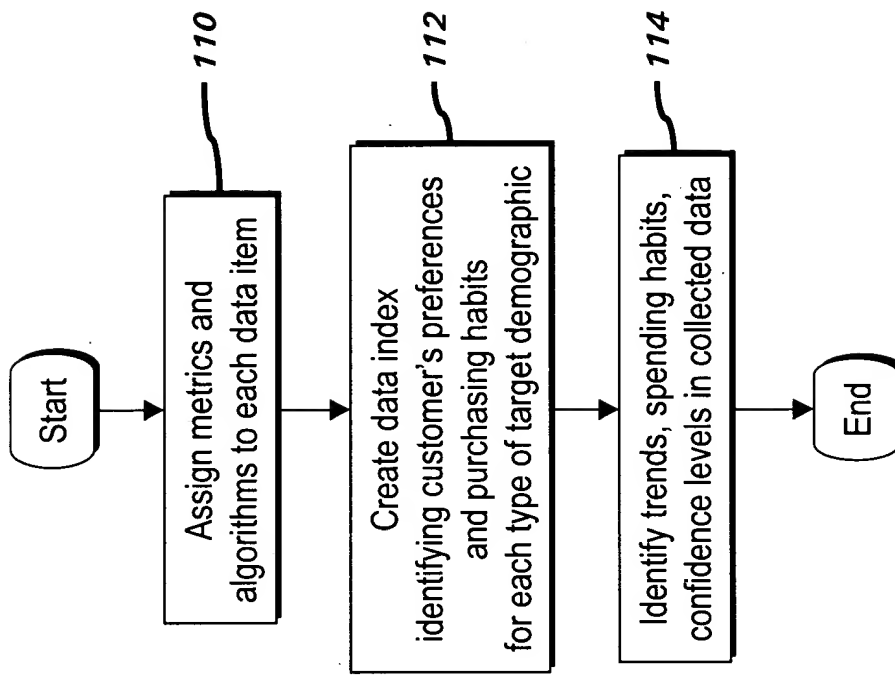 Start
Assign metrics and
algorithms to each data item
110
Create data index
identifying customer's preferences
and purchasing habits
for each type of target demographic
112
Identify trends, spending habits,
confidence levels in collected data
114
End